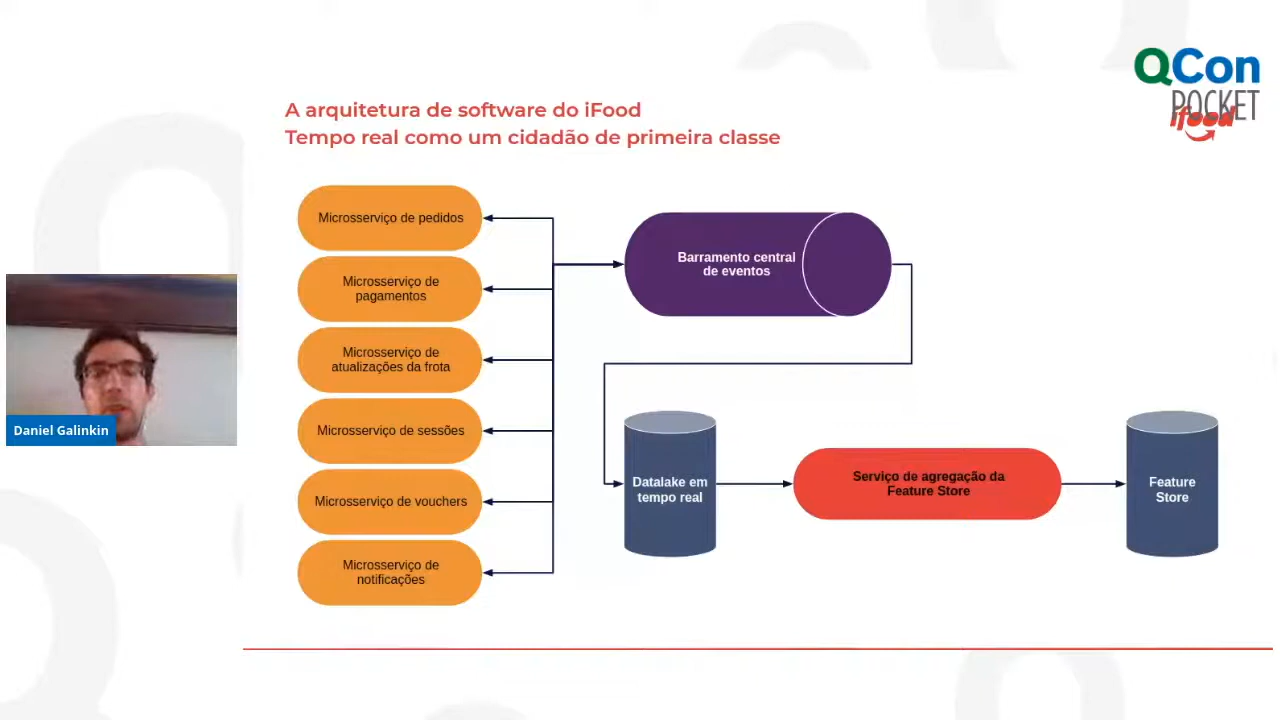 QCon
POCKET
ifood
A arquitetura de software do iFood
Tempo real como um cidadão de primeira classe
Microsserviço de pedidos
Microsserviço de
pagamentos
Microsserviço de
atualizações da frota
Microsserviço de sessões
Microsserviço de vouchers
Microsserviço de
notificações
Barramento central
de eventos
Datalake em
tempo real
Serviço de agregação da
Feature Store
Feature
Store
Daniel Galinkin